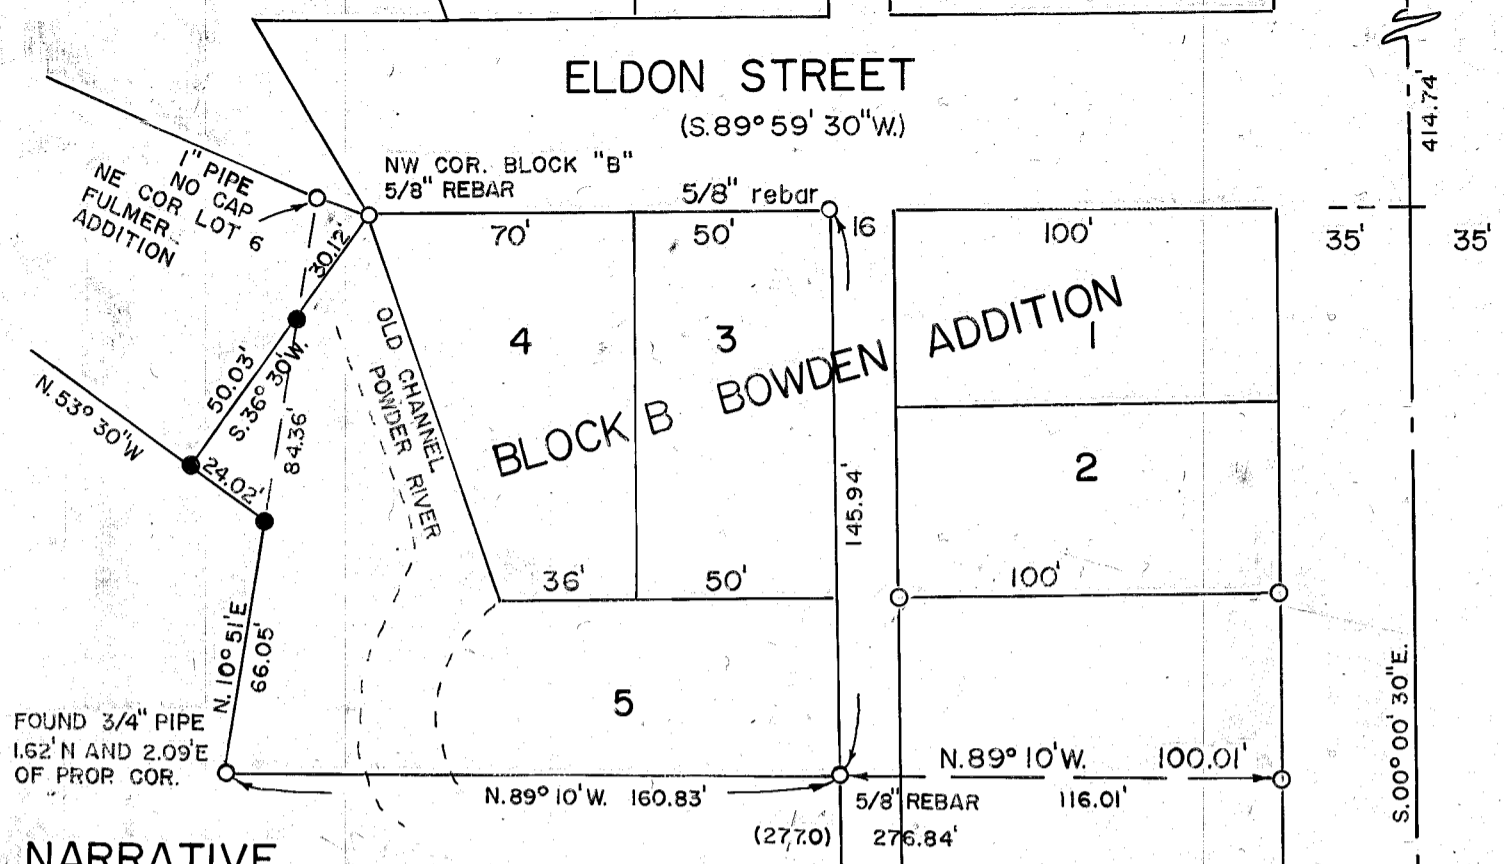 ELDON STREET
(S.89° 59' 30"W.)
414.74'
1" PIPE
NO CAP
NE COR LOT 6
FULMER
ADDITION
NW COR. BLOCK "B"
5/8" REBAR
5/8" rebar
16
70'
50'
100'
35'
35'
30.12'
50.03'
S.36° 30'W.
84.36'
N.53° 30"W
24.02'
OLD CHANNEL
POWDER RIVER
4
3
1
BLOCK B BOWDEN ADDITION
2
145.94'
36'
50'
100'
N.10° 51'E
66.05'
5
S.00° 00' 30"E.
FOUND 3/4" PIPE
1.62'N AND 2.09'E
OF PROP. COR.
N.89° 10'W. 160.83'
N.89° 10'W. 100.01'
5/8" REBAR
116.01'
(277.0)
276.84'
NARRATIVE